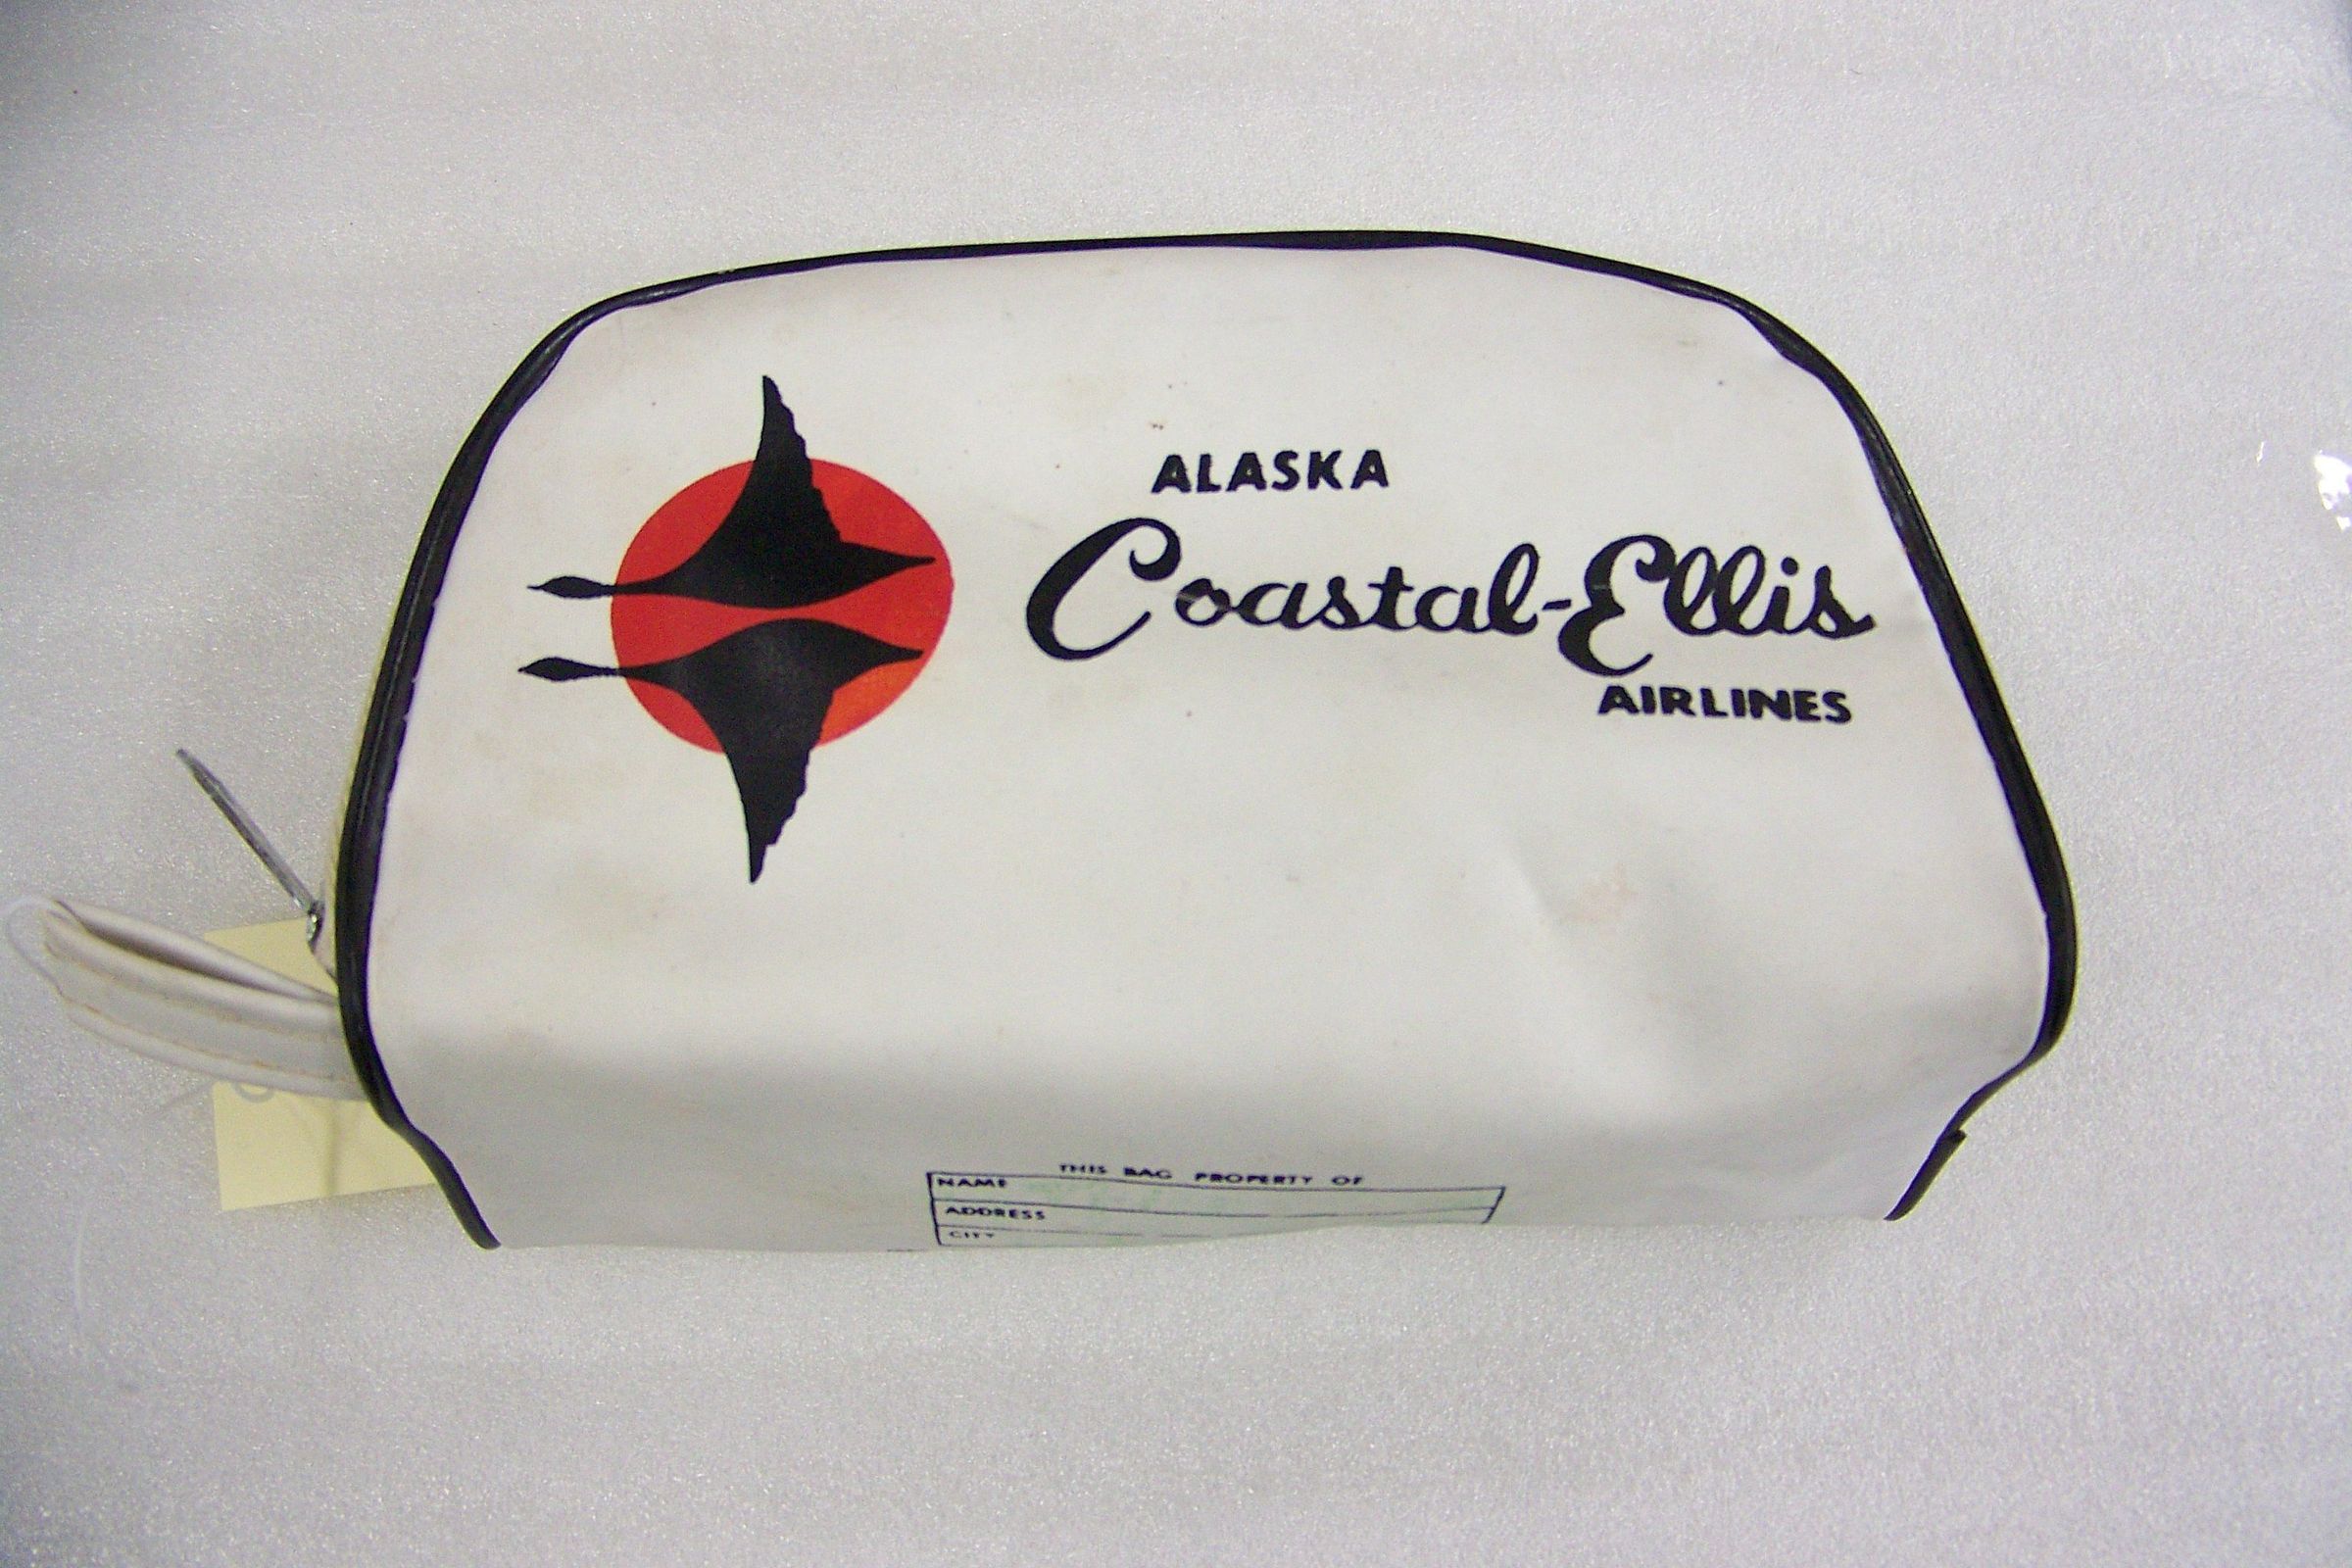 ALASKA
Coastal-Ellis
AIRLINES
THIS BAG PROPERTY OF
NAME
ADDRESS
CITY